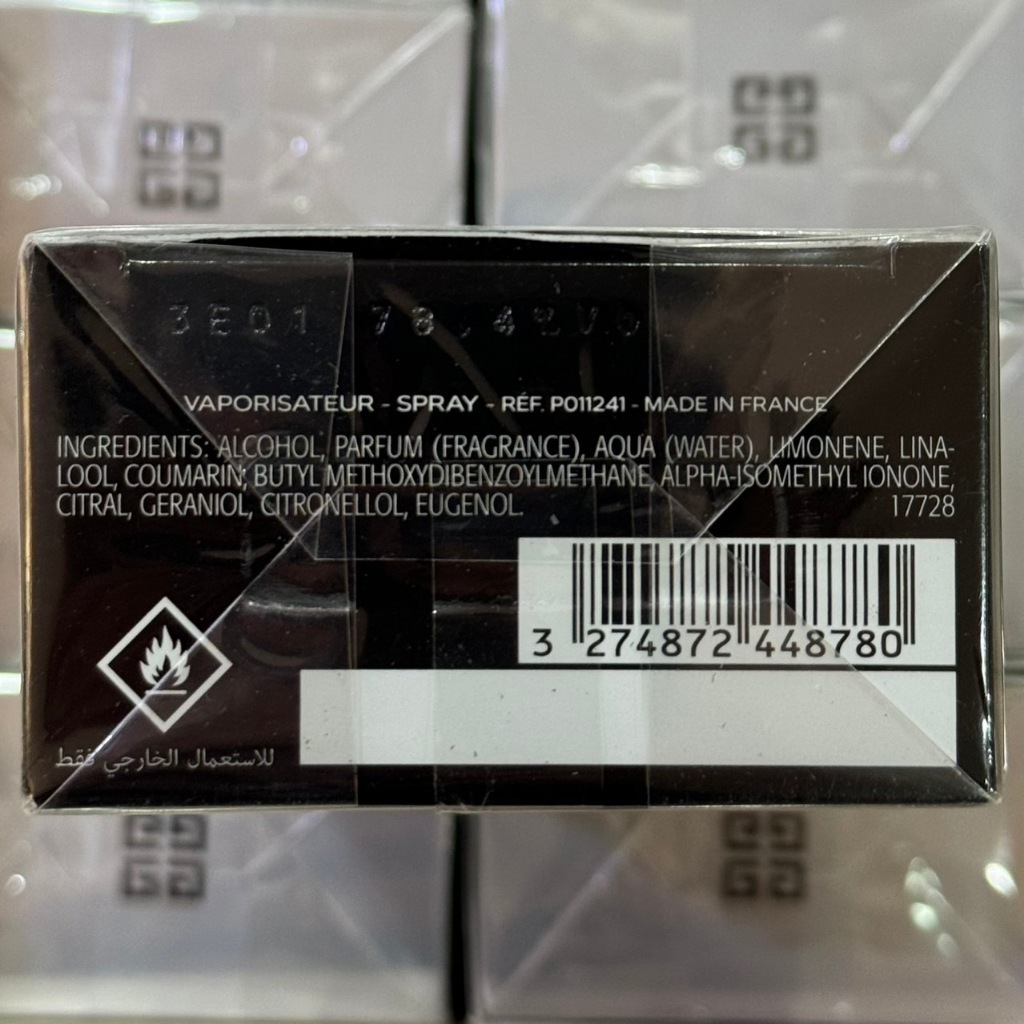 3E01 78.4
VAPORISATEUR - SPRAY - RÉF. P011241 - MADE IN FRANCE
INGREDIENTS: ALCOHOL, PARFUM (FRAGRANCE), AQUA (WATER), LIMONENE, LINA-
LOOL, COUMARIN, BUTYL METHOXYDIBENZOYLMETHANE, ALPHA-ISOMETHYL IONONE,
CITRAL, GERANIOL, CITRONELLOL, EUGENOL. 17728
3 274872 448780
للاستعمال الخارجي فقط